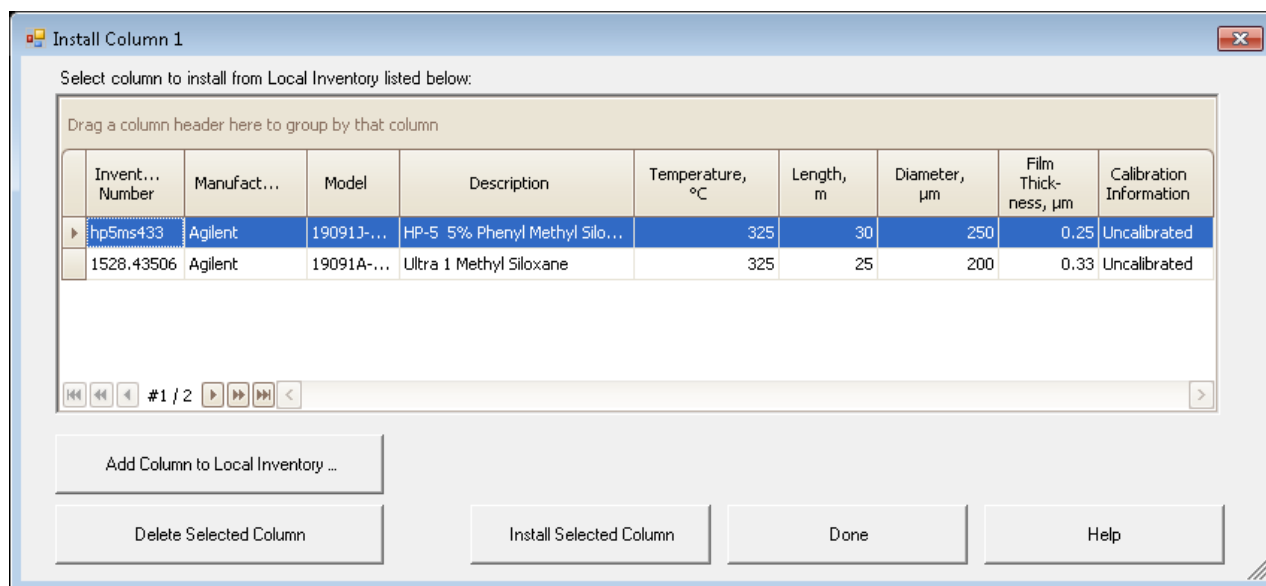 Install Column 1
Select column to install from Local Inventory listed below:
Drag a column header here to group by that column
Invent... Number Manufact... Model Description Temperature, °C Length, m Diameter, µm Film Thick- ness, µm Calibration Information
hp5ms433 Agilent 19091J-... HP-5 5% Phenyl Methyl Silo... 325 30 250 0.25 Uncalibrated
1528.43506 Agilent 19091A-... Ultra 1 Methyl Siloxane 325 25 200 0.33 Uncalibrated
#1 / 2
Add Column to Local Inventory ...
Delete Selected Column Install Selected Column Done Help